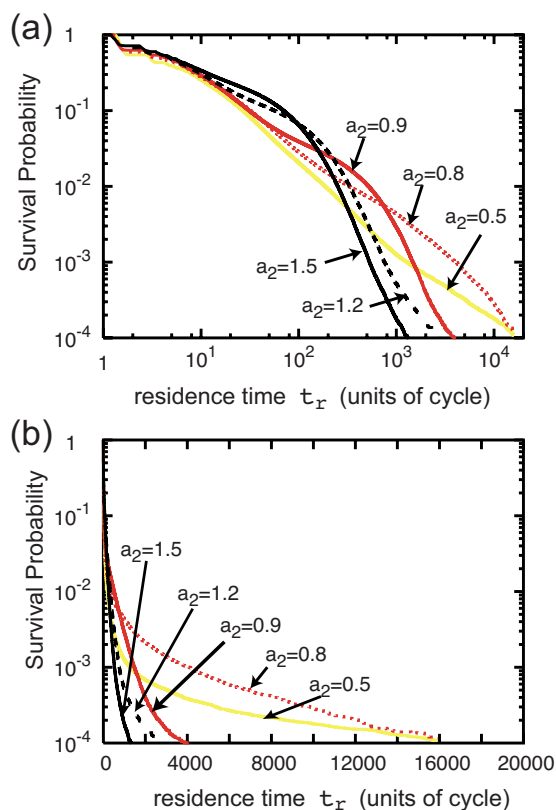 (a)
1
10-1
10-2
10-3
10-4
Survival Probability
a2=0.9
a2=0.8
a2=0.5
a2=1.5
a2=1.2
1 10^1 10^2 10^3 10^4
residence time tr (units of cycle)
(b)
1
10-1
10-2
10-3
10-4
Survival Probability
a2=1.5
a2=1.2
a2=0.9
a2=0.8
a2=0.5
0 4000 8000 12000 16000 20000
residence time tr (units of cycle)